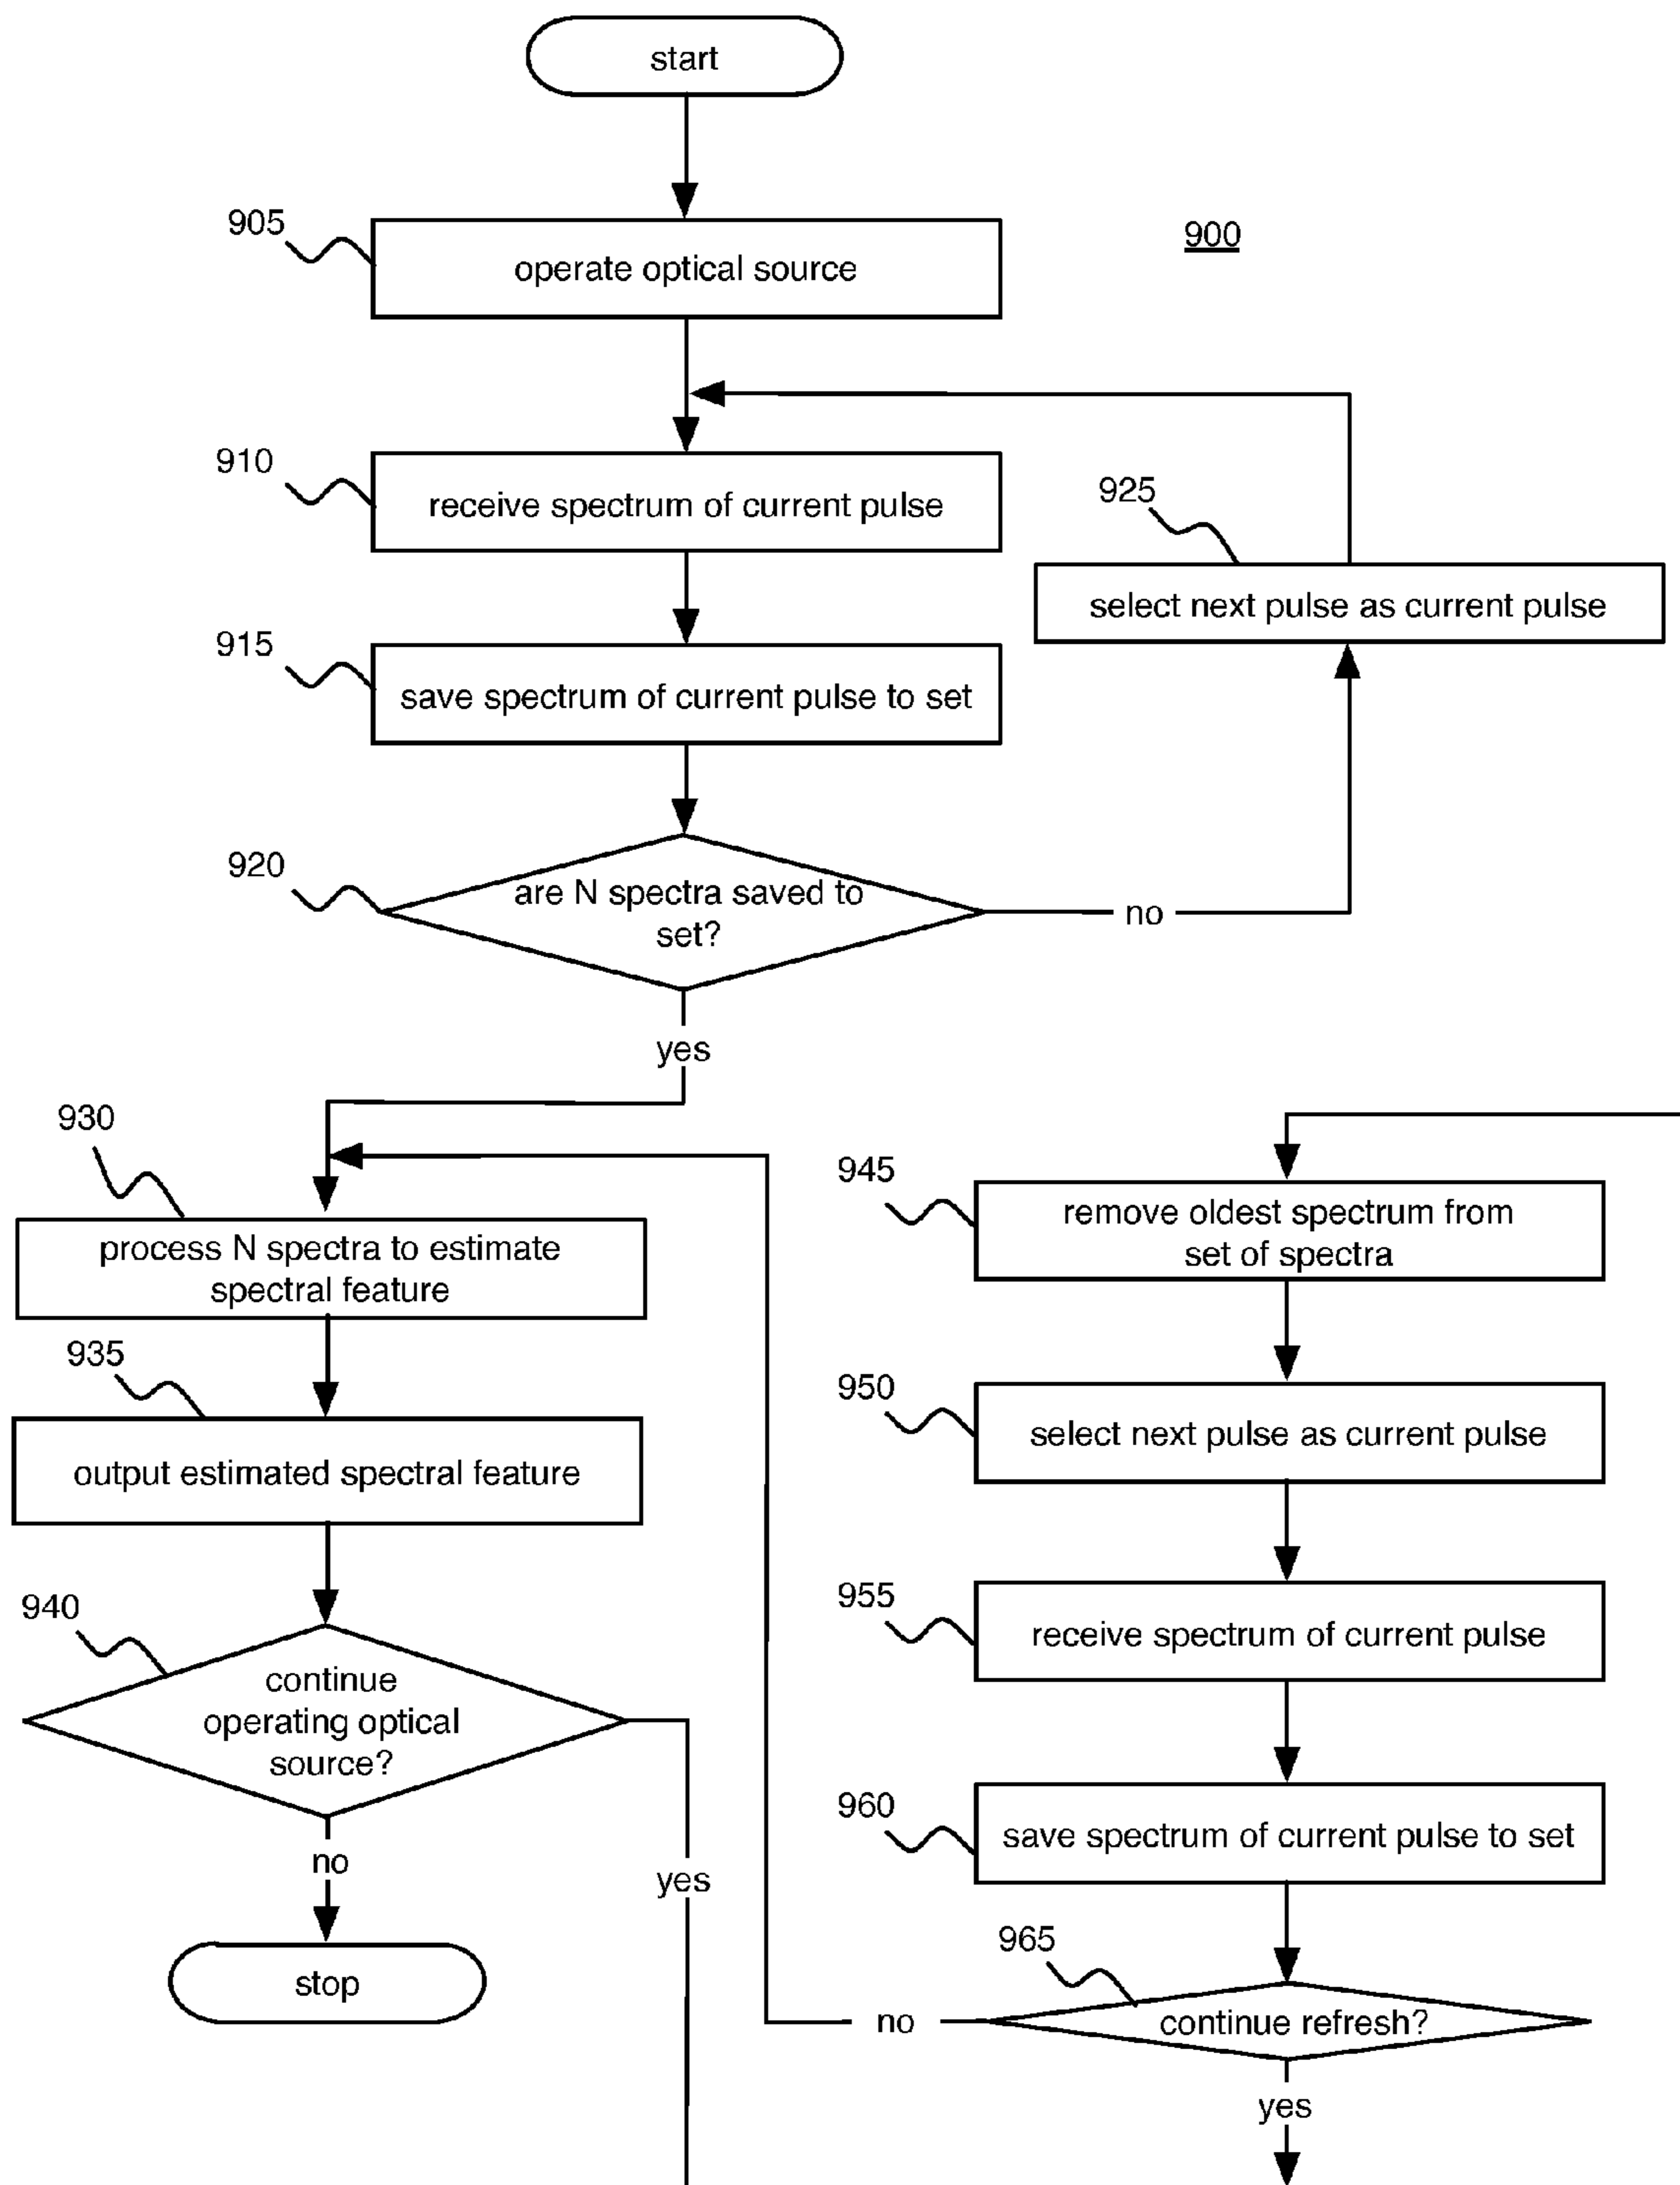 start
905
900
operate optical source
910
receive spectrum of current pulse
925
select next pulse as current pulse
915
save spectrum of current pulse to set
920
are N spectra saved to
set?
no
yes
930
process N spectra to estimate
spectral feature
935
output estimated spectral feature
940
continue
operating optical
source?
no
yes
stop
945
remove oldest spectrum from
set of spectra
950
select next pulse as current pulse
955
receive spectrum of current pulse
960
save spectrum of current pulse to set
965
continue refresh?
no
yes